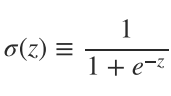 σ(z) ≡ 1 / (1 + e^{−z})